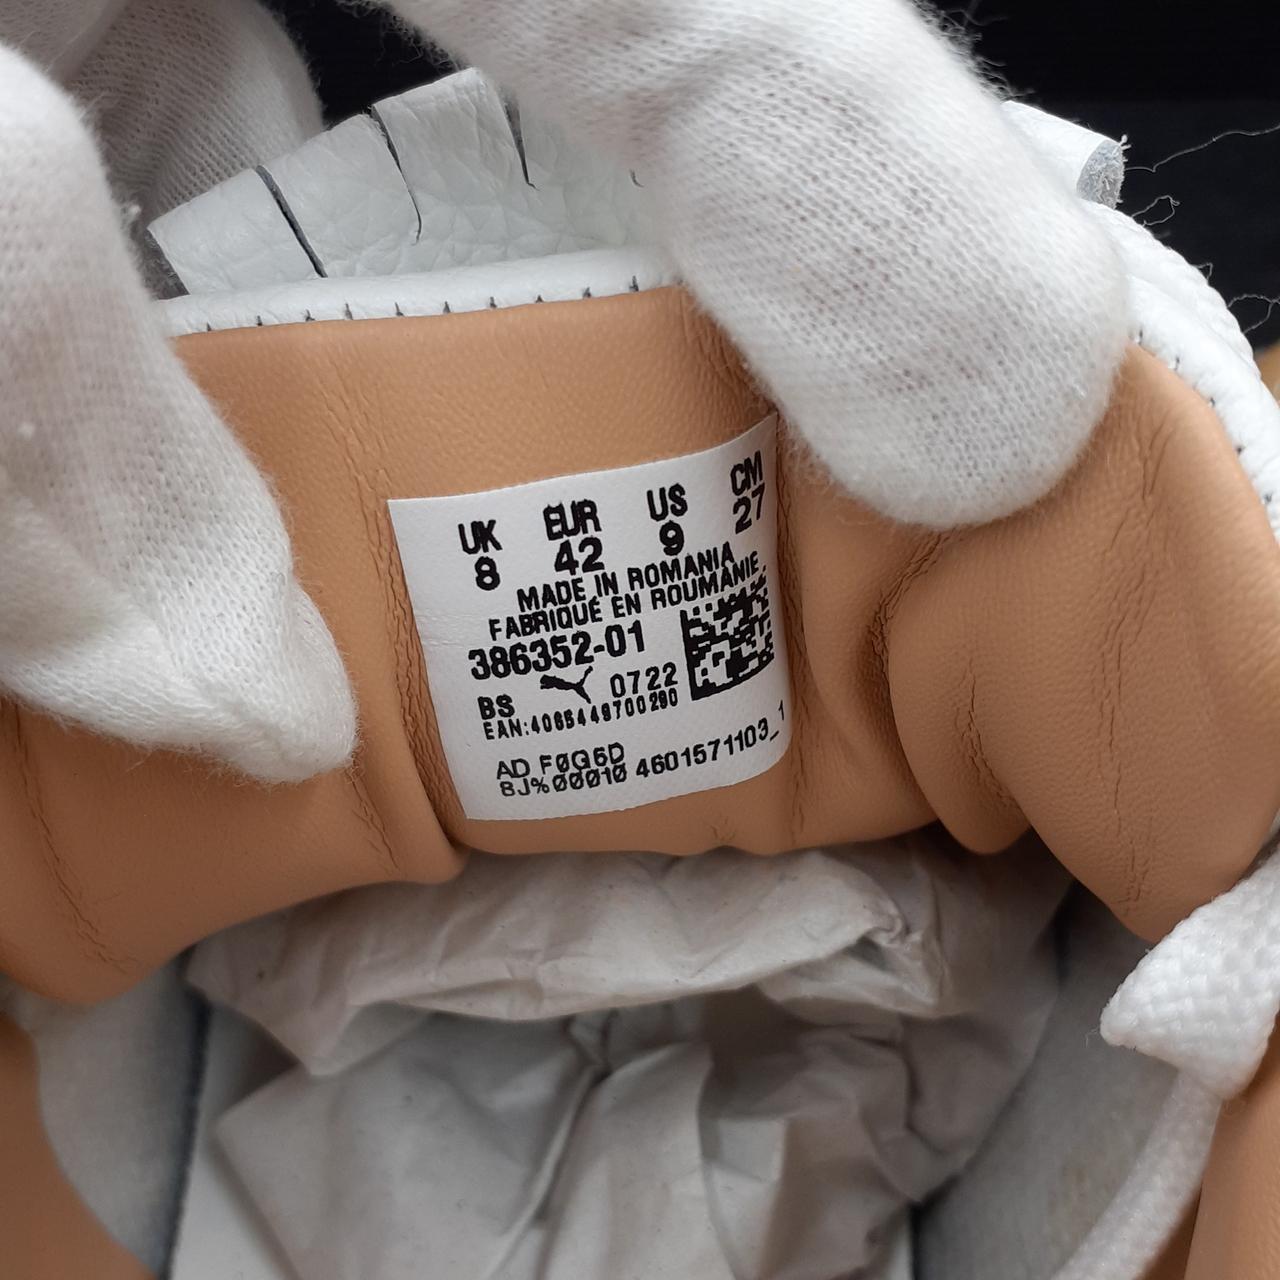 UK EUR US CM
8 42 9 27
MADE IN ROMANIA
FABRIQUÉ EN ROUMANIE
386352-01
BS 0722
EAN:4065449700290
AD F0G6D
8J%00010 4601571103_1